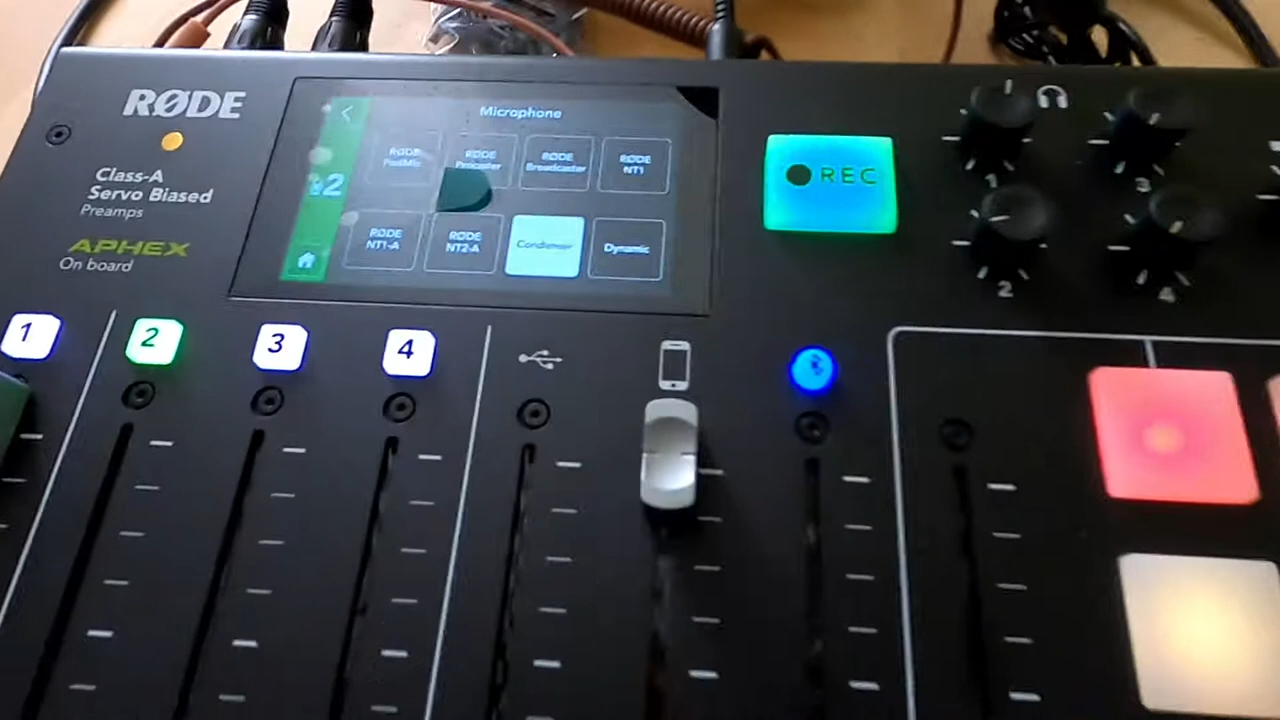 RØDE
Class-A
Servo Biased
Preamps
APHEX
On board
<
Microphone
2
RØDE
PodMic
RØDE
Procaster
RØDE
Broadcaster
RØDE
NT1
RØDE
NT1-A
RØDE
NT2-A
Condenser
Dynamic
REC
1
3
2
4
1
2
3
4